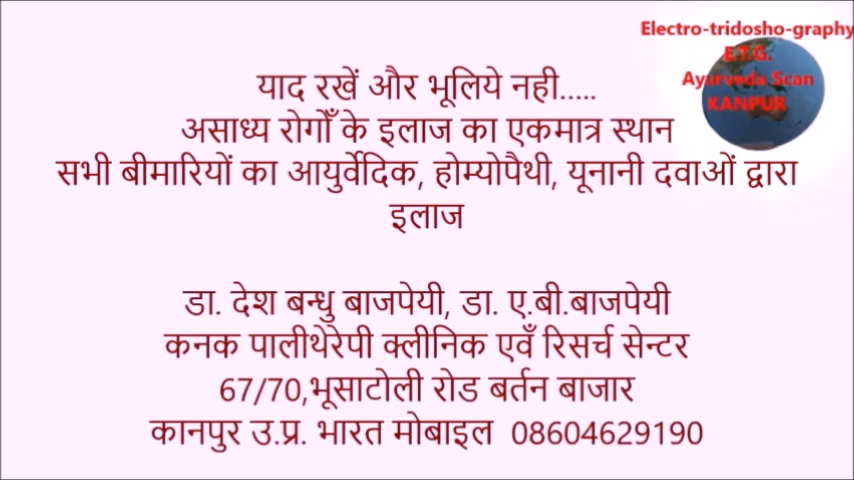 Electro-tridosho-graphy
E.T.G.
Ayurveda Scan
KANPUR
याद रखें और भूलिये नही.....
असाध्य रोगोँ के इलाज का एकमात्र स्थान
सभी बीमारियों का आयुर्वेदिक, होम्योपैथी, यूनानी दवाओं द्वारा
इलाज
डा. देश बन्धु बाजपेयी, डा. ए.बी.बाजपेयी
कनक पालीथेरेपी क्लीनिक एवँ रिसर्च सेन्टर
67/70,भूसाटोली रोड बर्तन बाजार
कानपुर उ.प्र. भारत मोबाइल 08604629190